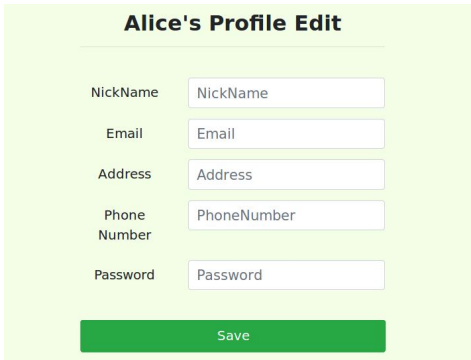 Alice's Profile Edit
NickName NickName
Email Email
Address Address
Phone
Number PhoneNumber
Password Password
Save